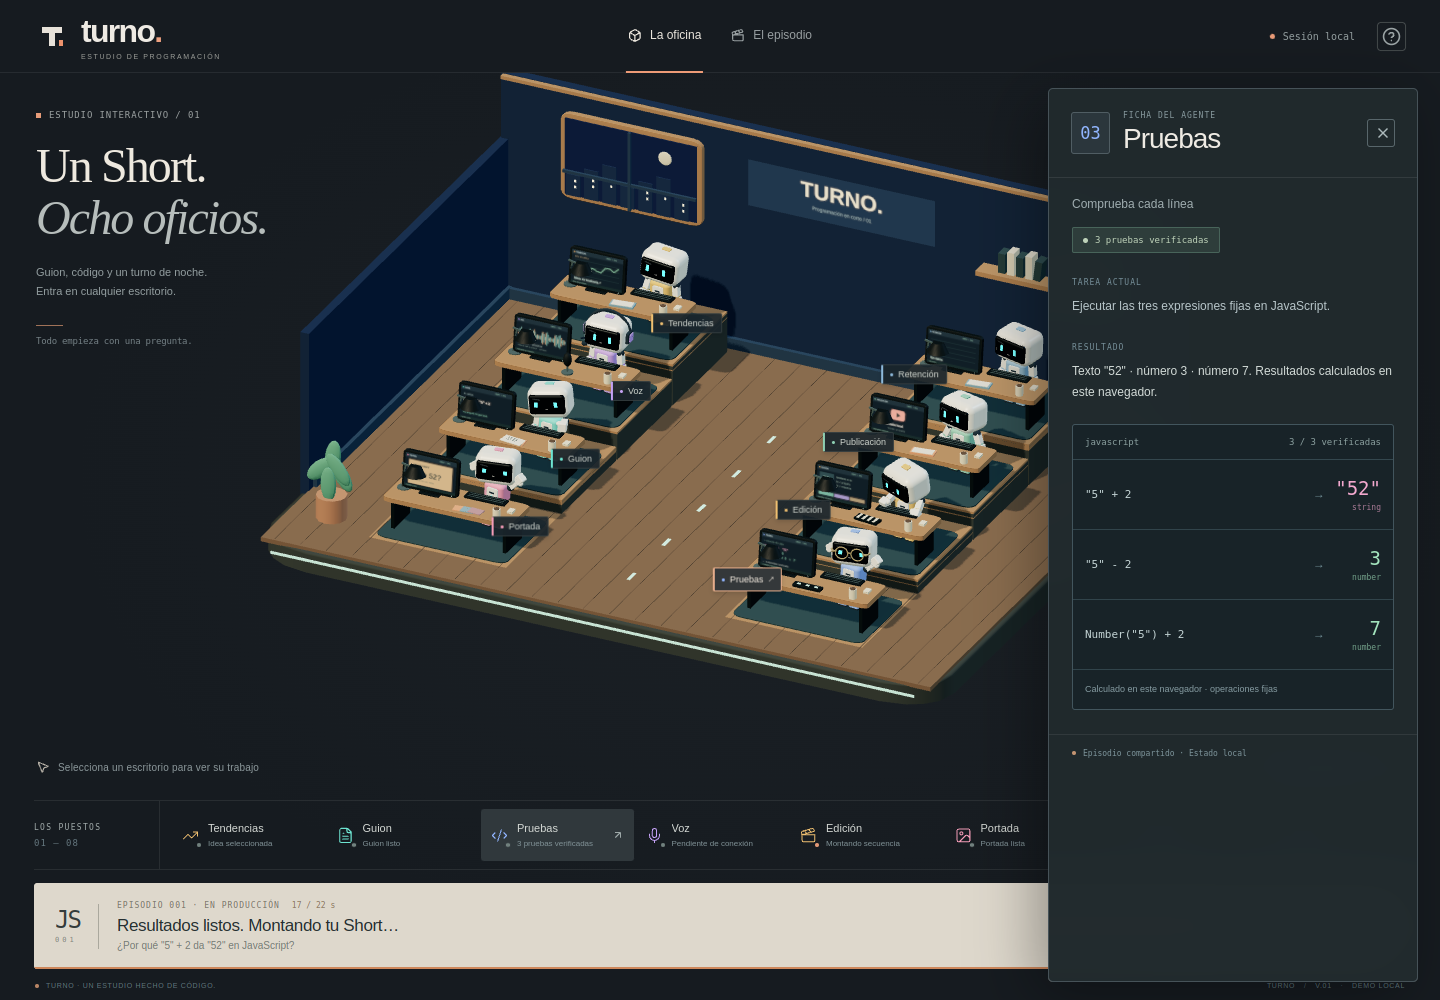 turno.
ESTUDIO DE PROGRAMACIÓN
La oficina
El episodio
Sesión local
ESTUDIO INTERACTIVO / 01
Un Short.
Ocho oficios.
Guion, código y un turno de noche.
Entra en cualquier escritorio.
Todo empieza con una pregunta.
TURNO.
Tendencias
Voz
Guion
Portada
Retención
Publicación
Edición
Pruebas ↗
Selecciona un escritorio para ver su trabajo
LOS PUESTOS
01 — 08
Tendencias
Idea seleccionada
Guion
Guion listo
Pruebas
3 pruebas verificadas
Voz
Pendiente de conexión
Edición
Montando secuencia
Portada
Portada lista
JS
001
EPISODIO 001 · EN PRODUCCIÓN 17 / 22 s
Resultados listos. Montando tu Short…
¿Por qué "5" + 2 da "52" en JavaScript?
TURNO · UN ESTUDIO HECHO DE CÓDIGO.
TURNO / V.01 · DEMO LOCAL
03
FICHA DEL AGENTE
Pruebas
Comprueba cada línea
3 pruebas verificadas
TAREA ACTUAL
Ejecutar las tres expresiones fijas en JavaScript.
RESULTADO
Texto "52" · número 3 · número 7. Resultados calculados en
este navegador.
javascript 3 / 3 verificadas
"5" + 2 → "52"
string
"5" - 2 → 3
number
Number("5") + 2 → 7
number
Calculado en este navegador · operaciones fijas
Episodio compartido · Estado local